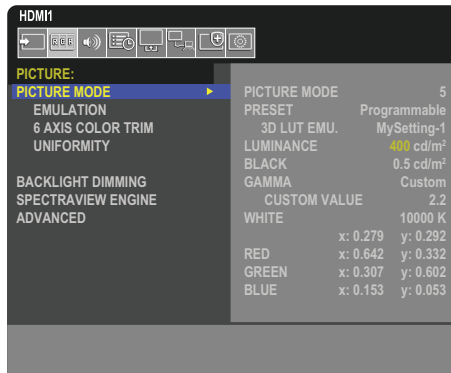 HDMI1
RGB
PICTURE:
PICTURE MODE
EMULATION
6 AXIS COLOR TRIM
UNIFORMITY
BACKLIGHT DIMMING
SPECTRAVIEW ENGINE
ADVANCED
PICTURE MODE 5
PRESET Programmable
3D LUT EMU. MySetting-1
LUMINANCE 400 cd/m²
BLACK 0.5 cd/m²
GAMMA Custom
CUSTOM VALUE 2.2
WHITE 10000 K
x: 0.279 y: 0.292
RED x: 0.642 y: 0.332
GREEN x: 0.307 y: 0.602
BLUE x: 0.153 y: 0.053